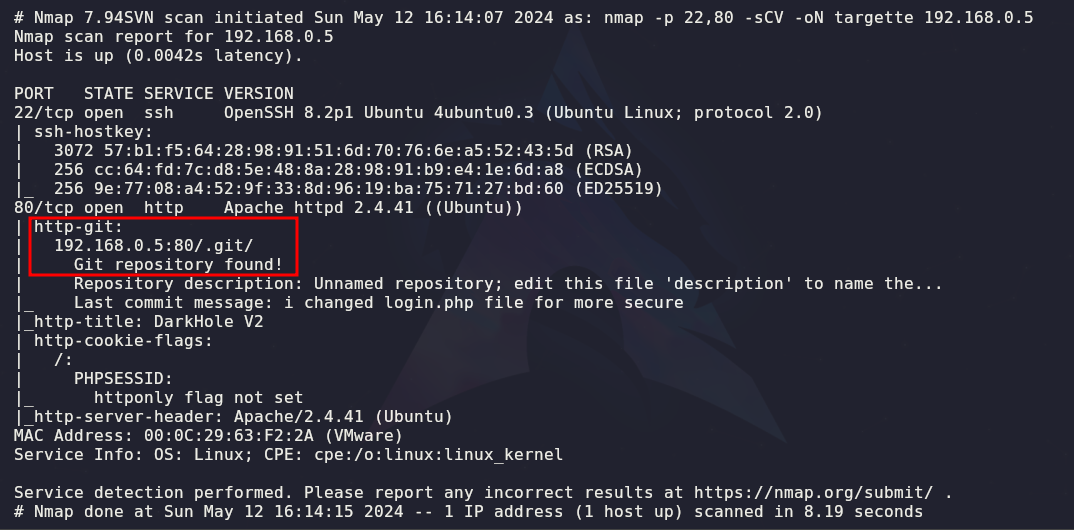 # Nmap 7.94SVN scan initiated Sun May 12 16:14:07 2024 as: nmap -p 22,80 -sCV -oN targette 192.168.0.5
Nmap scan report for 192.168.0.5
Host is up (0.0042s latency).

PORT   STATE SERVICE VERSION
22/tcp open  ssh     OpenSSH 8.2p1 Ubuntu 4ubuntu0.3 (Ubuntu Linux; protocol 2.0)
| ssh-hostkey:
|   3072 57:b1:f5:64:28:98:91:51:6d:70:76:6e:a5:52:43:5d (RSA)
|   256 cc:64:fd:7c:d8:5e:48:8a:28:98:91:b9:e4:1e:6d:a8 (ECDSA)
|_  256 9e:77:08:a4:52:9f:33:8d:96:19:ba:75:71:27:bd:60 (ED25519)
80/tcp open  http    Apache httpd 2.4.41 ((Ubuntu))
| http-git:
|   192.168.0.5:80/.git/
|     Git repository found!
|     Repository description: Unnamed repository; edit this file 'description' to name the...
|_    Last commit message: i changed login.php file for more secure
|_http-title: DarkHole V2
| http-cookie-flags:
|   /:
|     PHPSESSID:
|_      httponly flag not set
|_http-server-header: Apache/2.4.41 (Ubuntu)
MAC Address: 00:0C:29:63:F2:2A (VMware)
Service Info: OS: Linux; CPE: cpe:/o:linux:linux_kernel

Service detection performed. Please report any incorrect results at https://nmap.org/submit/ .
# Nmap done at Sun May 12 16:14:15 2024 -- 1 IP address (1 host up) scanned in 8.19 seconds